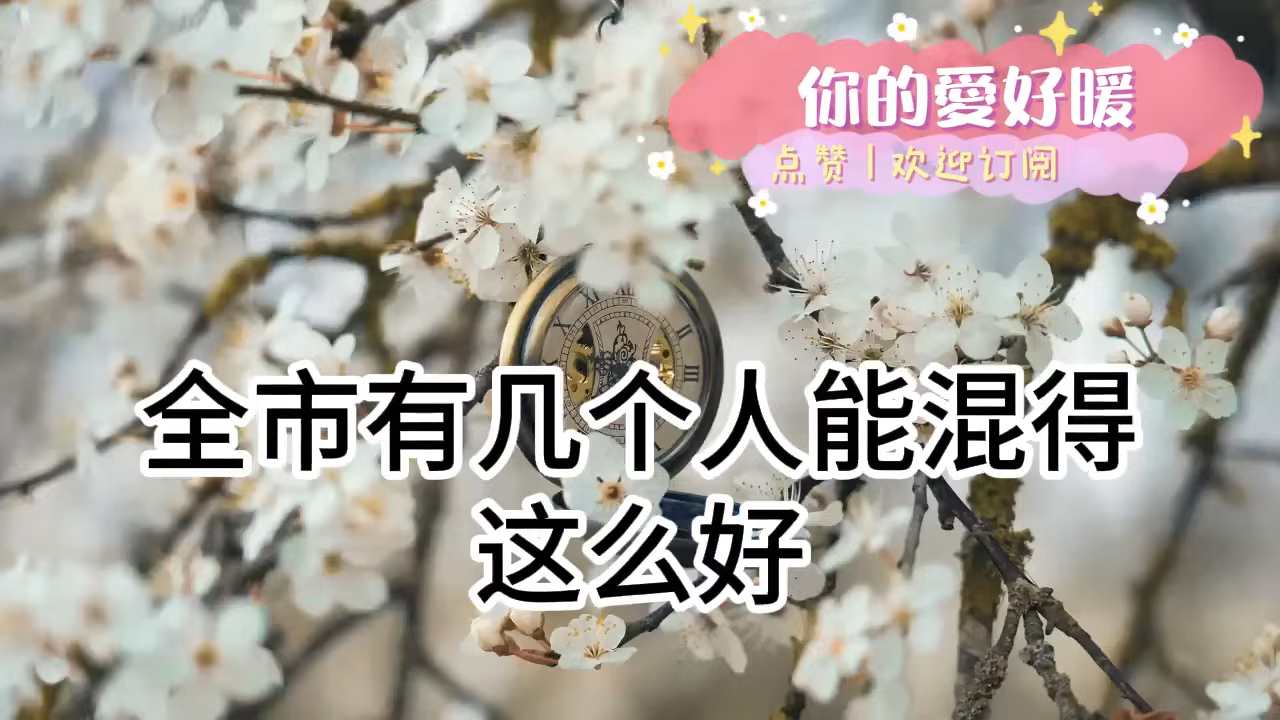 你的愛好暖
点赞 | 欢迎订阅
全市有几个人能混得
这么好